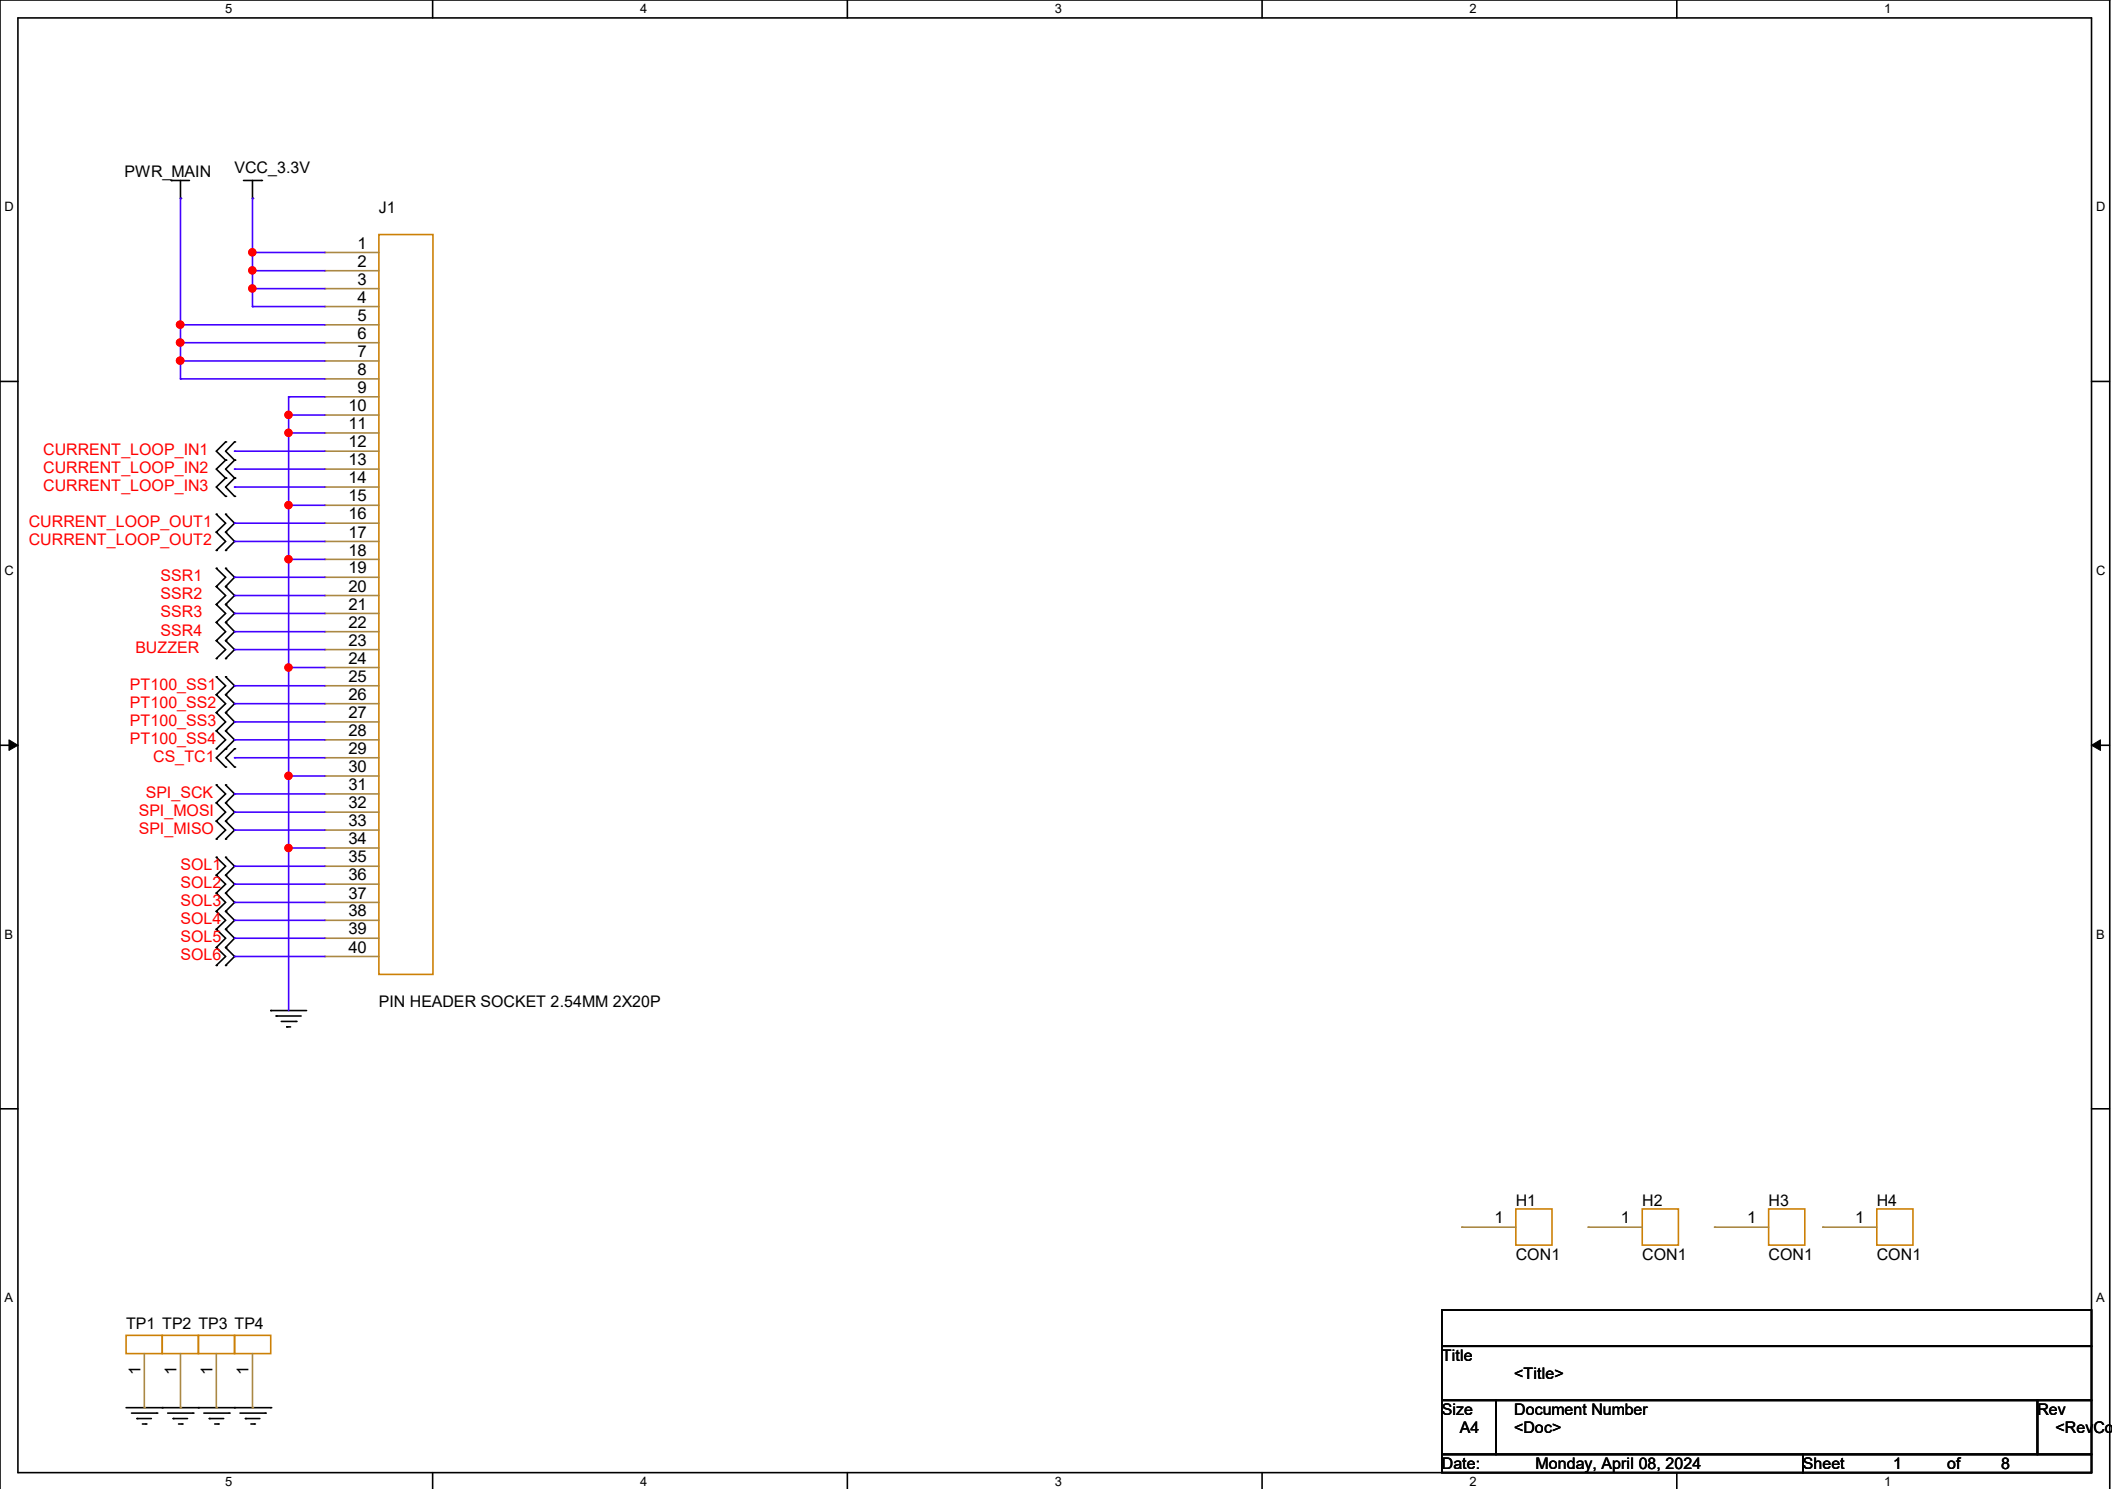 5 4 3 2 1
PWR_MAIN VCC_3.3V
D D
J1
1
2
3
4
5
6
7
8
9
10
11
CURRENT_LOOP_IN1 12
CURRENT_LOOP_IN2 13
CURRENT_LOOP_IN3 14
15
CURRENT_LOOP_OUT1 16
CURRENT_LOOP_OUT2 17
18
C C
SSR1 19
SSR2 20
SSR3 21
SSR4 22
BUZZER 23
24
PT100_SS1 25
PT100_SS2 26
PT100_SS3 27
PT100_SS4 28
CS_TC1 29
30
SPI_SCK 31
SPI_MOSI 32
SPI_MISO 33
34
SOL1 35
SOL2 36
SOL3 37
SOL4 38
SOL5 39
SOL6 40
B B
PIN HEADER SOCKET 2.54MM 2X20P
H1 H2 H3 H4
1 1 1 1
CON1 CON1 CON1 CON1
A A
TP1 TP2 TP3 TP4
1 1 1 1
Title
<Title>
Size Document Number Rev
A4 <Doc> <RevCo
Date: Monday, April 08, 2024 Sheet 1 of 8
5 4 3 2 1